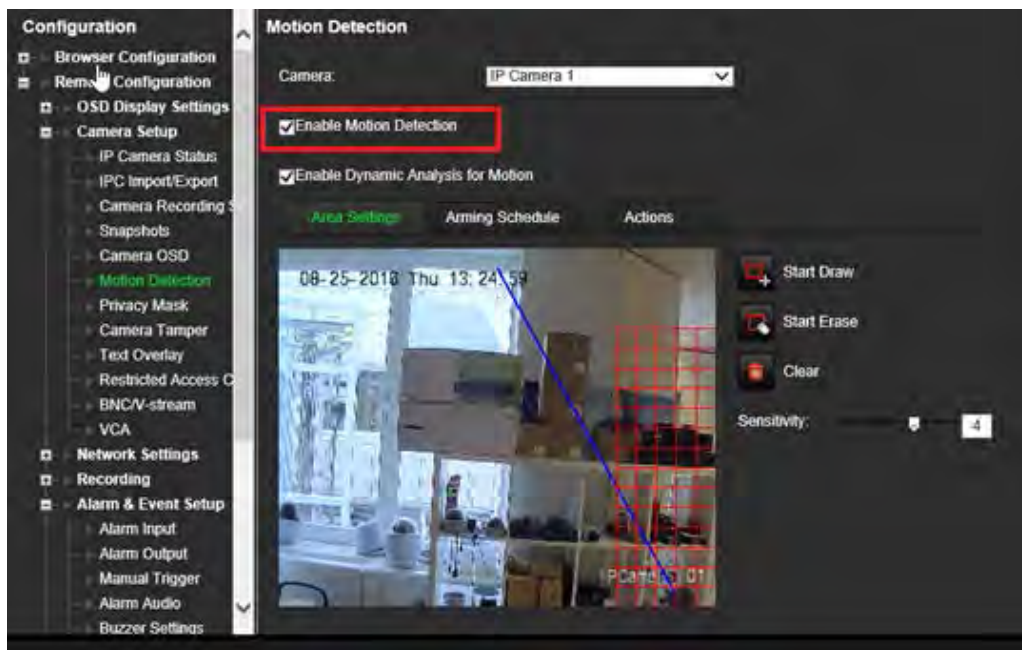 Configuration
Browser Configuration
Remo Configuration
OSD Display Settings
Camera Setup
IP Camera Status
IPC Import/Export
Camera Recording S
Snapshots
Camera OSD
Motion Detection
Privacy Mask
Camera Tamper
Text Overlay
Restricted Access C
BNC/V-stream
VCA
Network Settings
Recording
Alarm & Event Setup
Alarm Input
Alarm Output
Manual Trigger
Alarm Audio
Buzzer Settings
Motion Detection
Camera: IP Camera 1
Enable Motion Detection
Enable Dynamic Analysis for Motion
Area Settings Arming Schedule Actions
08-25-2016 Thu 13:24:59
IPCamera 01
Start Draw
Start Erase
Clear
Sensitivity: 4